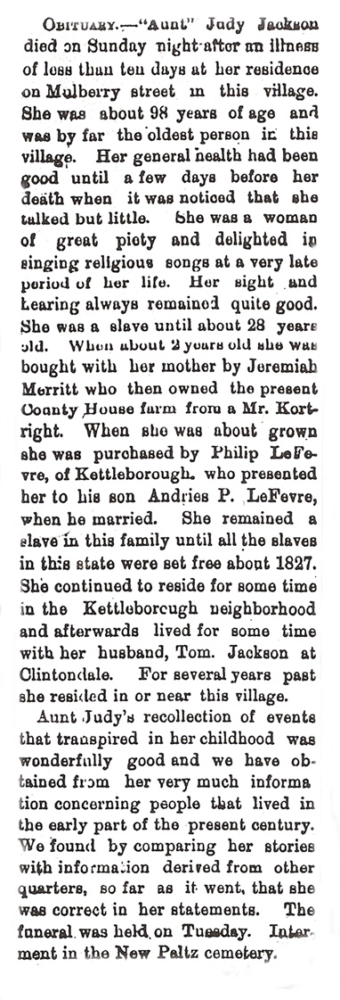 OBITUARY.—"Aunt" Judy Jackson
died on Sunday night after an illness
of less than ten days at her residence
on Mulberry street in this village.
She was about 98 years of age and
was by far the oldest person in this
village. Her general health had been
good until a few days before her
death when it was noticed that she
talked but little. She was a woman
of great piety and delighted in
singing religious songs at a very late
period of her life. Her sight and
hearing always remained quite good.
She was a slave until about 28 years
old. When about 2 years old she was
bought with her mother by Jeremiah
Merritt who then owned the present
County House farm from a Mr. Kort-
right. When she was about grown
she was purchased by Philip LeFe-
vre, of Kettleborough, who presented
her to his son Andries P. LeFevre,
when he married. She remained a
slave in this family until all the slaves
in this state were set free about 1827.
She continued to reside for some time
in the Kettleborough neighborhood
and afterwards lived for some time
with her husband, Tom. Jackson at
Clintondale. For several years past
she resided in or near this village.
Aunt Judy's recollection of events
that transpired in her childhood was
wonderfully good and we have ob-
tained from her very much informa
tion concerning people that lived in
the early part of the present century.
We found by comparing her stories
with information derived from other
quarters, so far as it went, that she
was correct in her statements. The
funeral was held on Tuesday. Inter-
ment in the New Paltz cemetery.